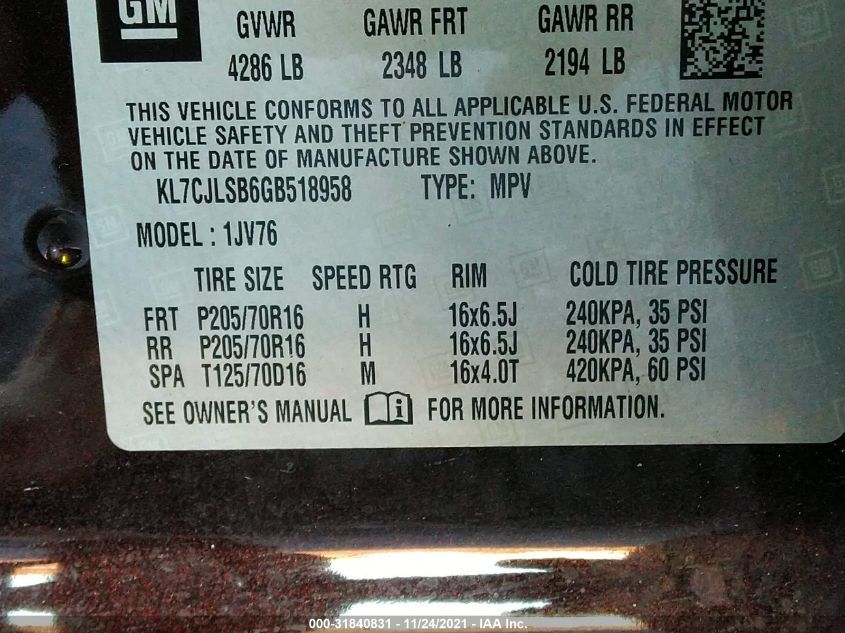 GM
GVWR GAWR FRT GAWR RR
4286 LB 2348 LB 2194 LB
THIS VEHICLE CONFORMS TO ALL APPLICABLE U.S. FEDERAL MOTOR
VEHICLE SAFETY AND THEFT PREVENTION STANDARDS IN EFFECT
ON THE DATE OF MANUFACTURE SHOWN ABOVE.
KL7CJLSB6GB518958 TYPE: MPV
MODEL : 1JV76
TIRE SIZE SPEED RTG RIM COLD TIRE PRESSURE
FRT P205/70R16 H 16x6.5J 240KPA, 35 PSI
RR P205/70R16 H 16x6.5J 240KPA, 35 PSI
SPA T125/70D16 M 16x4.0T 420KPA, 60 PSI
SEE OWNER'S MANUAL i FOR MORE INFORMATION.
000-31840831 - 11/24/2021 - IAA Inc.